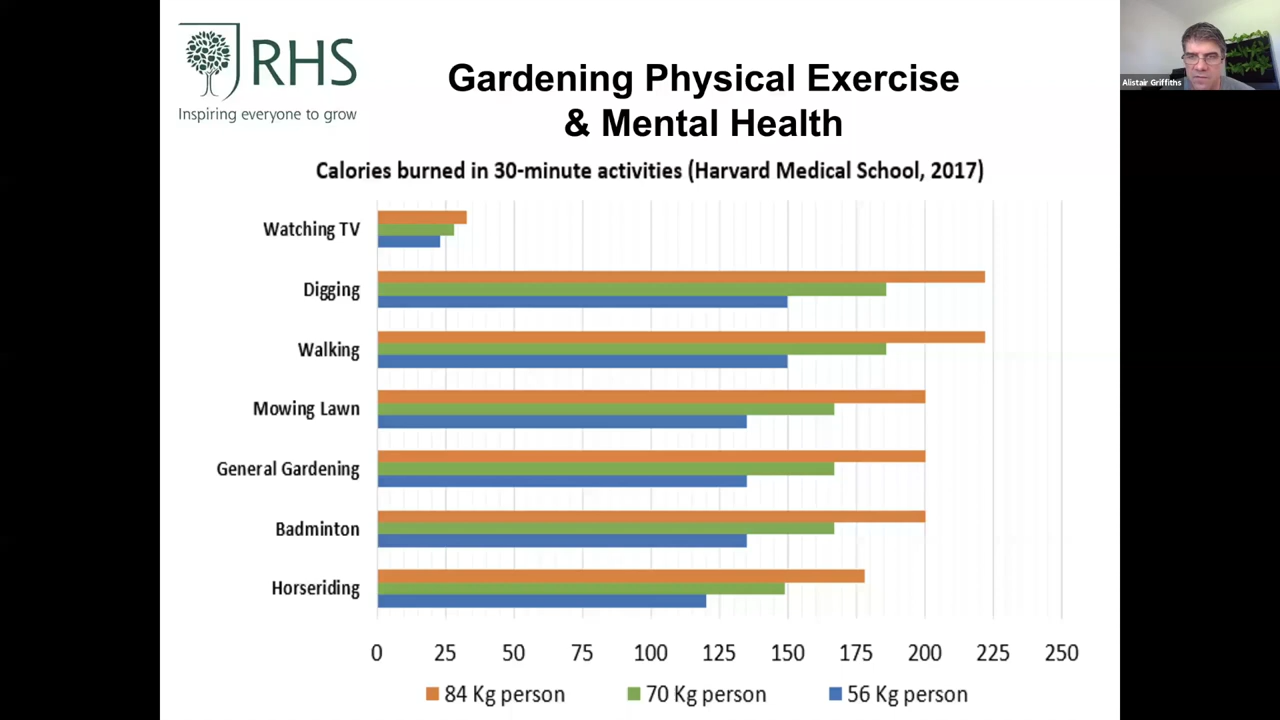 RHS
Inspiring everyone to grow
Gardening Physical Exercise
& Mental Health
Alistair Griffiths
Calories burned in 30-minute activities (Harvard Medical School, 2017)
Watching TV
Digging
Walking
Mowing Lawn
General Gardening
Badminton
Horseriding
0 25 50 75 100 125 150 175 200 225 250
84 Kg person 70 Kg person 56 Kg person